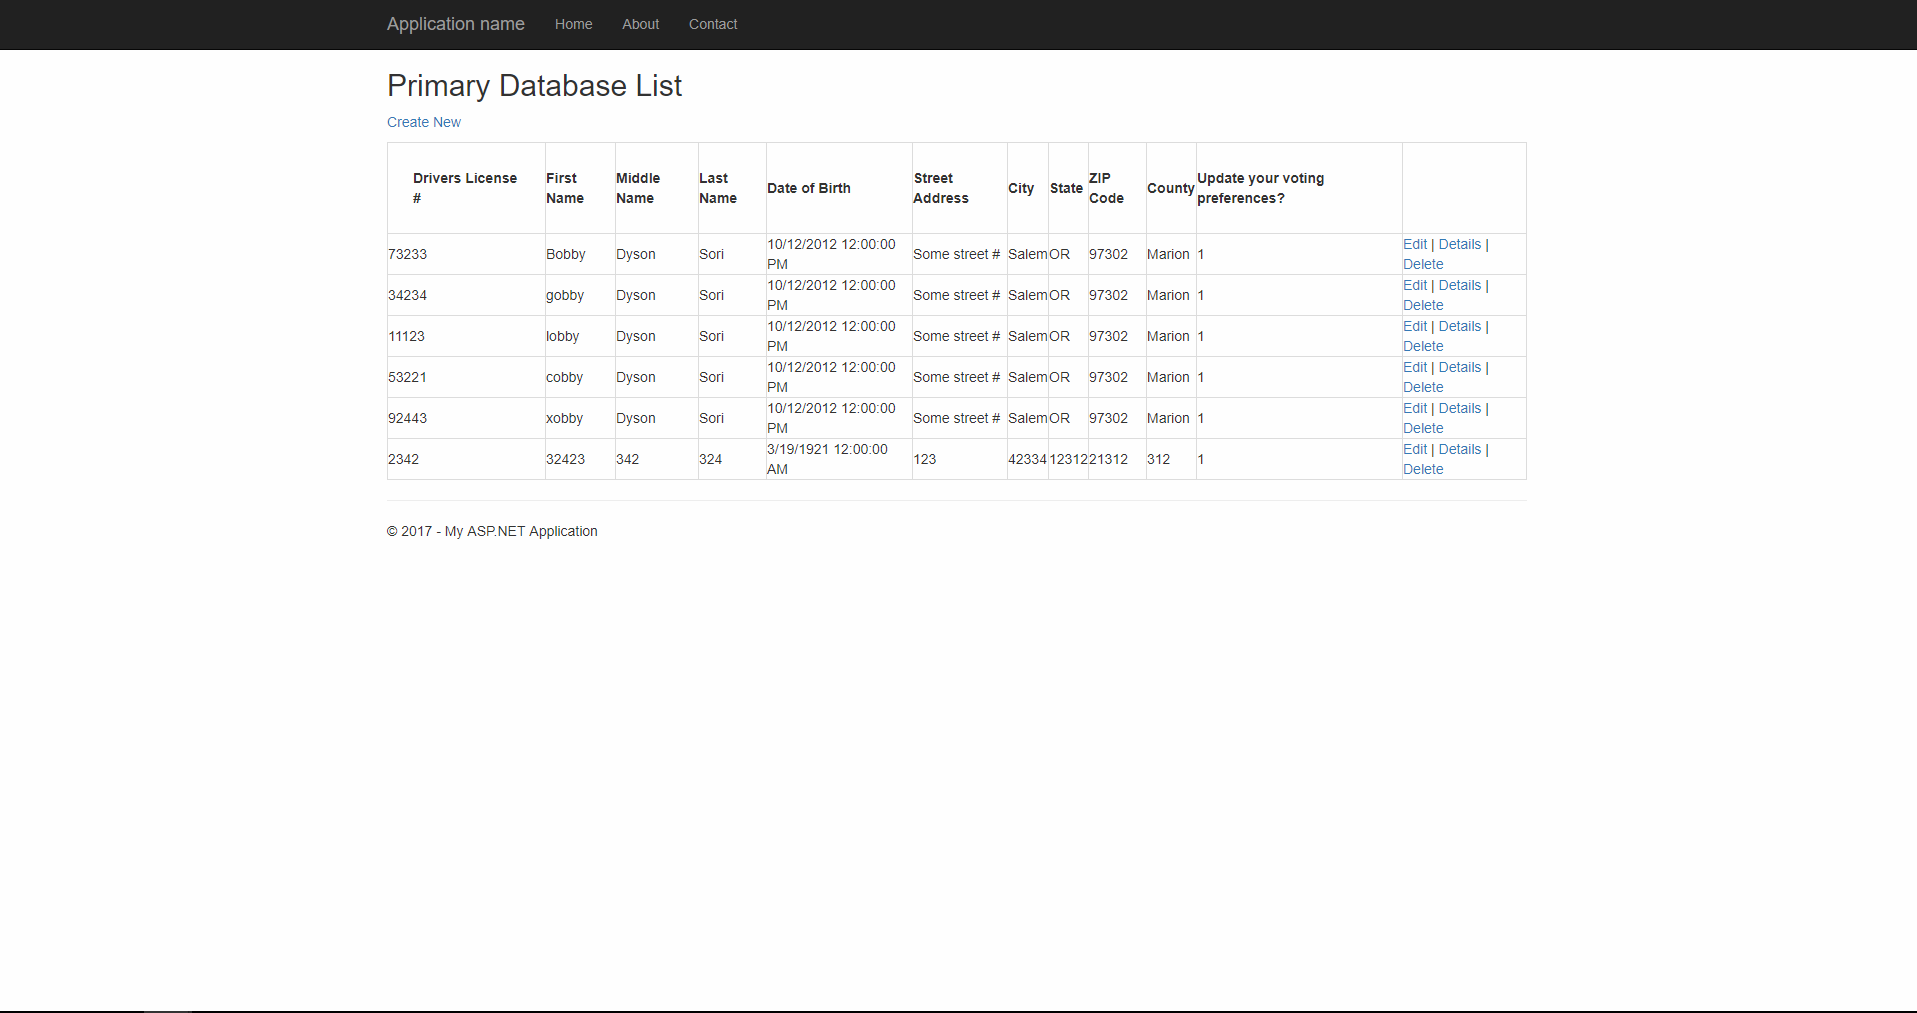 Application name Home About Contact
Primary Database List
Create New
Drivers License # First Name Middle Name Last Name Date of Birth Street Address City State ZIP Code County Update your voting preferences?
73233 Bobby Dyson Sori 10/12/2012 12:00:00 PM Some street # Salem OR 97302 Marion 1 Edit | Details | Delete
34234 gobby Dyson Sori 10/12/2012 12:00:00 PM Some street # Salem OR 97302 Marion 1 Edit | Details | Delete
11123 lobby Dyson Sori 10/12/2012 12:00:00 PM Some street # Salem OR 97302 Marion 1 Edit | Details | Delete
53221 cobby Dyson Sori 10/12/2012 12:00:00 PM Some street # Salem OR 97302 Marion 1 Edit | Details | Delete
92443 xobby Dyson Sori 10/12/2012 12:00:00 PM Some street # Salem OR 97302 Marion 1 Edit | Details | Delete
2342 32423 342 324 3/19/1921 12:00:00 AM 123 42334 12312 21312 312 1 Edit | Details | Delete
© 2017 - My ASP.NET Application